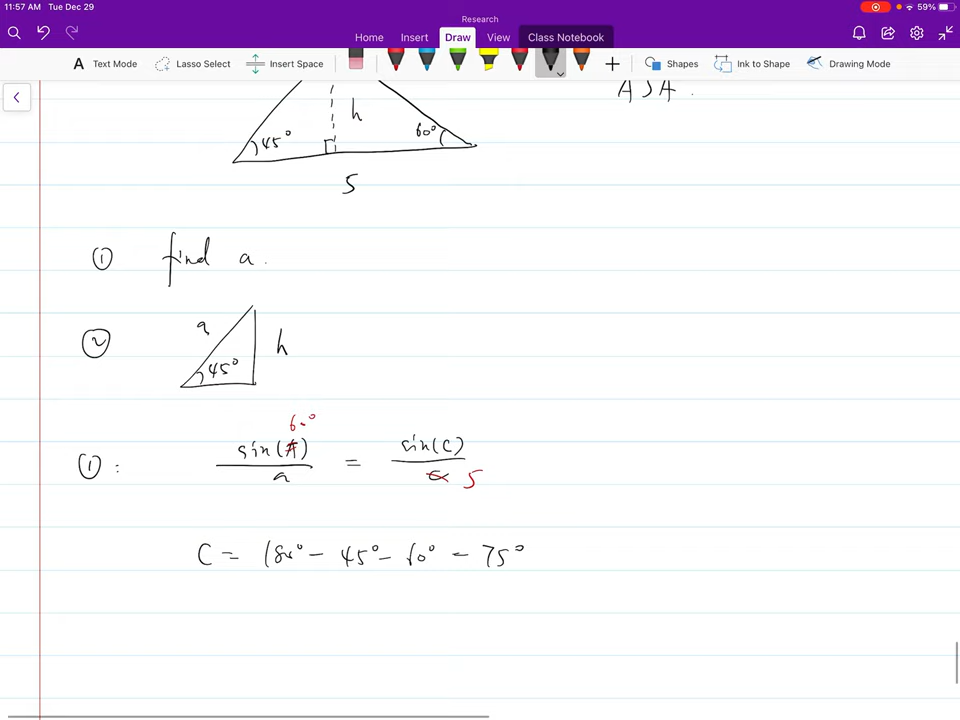 11:57 AM Tue Dec 29
59%
Research
Home Insert Draw View Class Notebook
A Text Mode Lasso Select Insert Space Shapes Ink to Shape Drawing Mode
h
45°
60°
ASA.
5
① find a.
② a
45°
h
60°
①: sin(A)/a = sin(C)/c 5
C = 180° - 45° - 60° = 75°